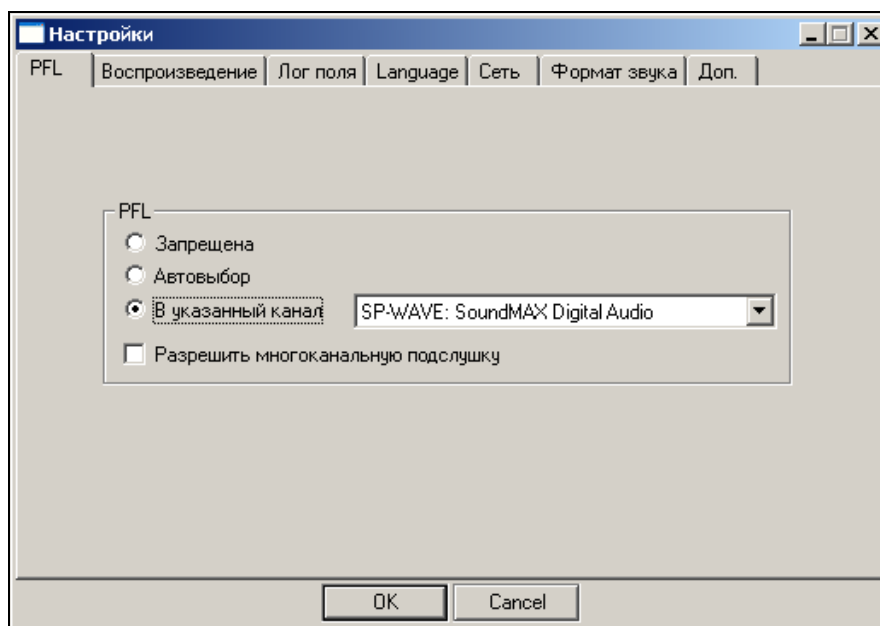 Настройки
PFL Воспроизведение Лог поля Language Сеть Формат звука Доп.
PFL
Запрещена
Автовыбор
В указанный канал SP-WAVE: SoundMAX Digital Audio
Разрешить многоканальную подслушку
OK Cancel